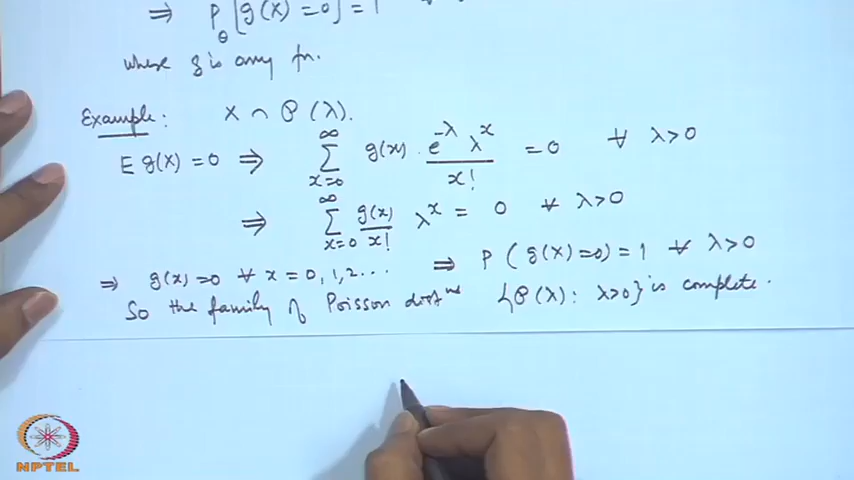 ⇒ P_θ [g(X) = 0] = 1 ∀
where g is any fn.
Example: X ∩ P(λ).
E g(X) = 0 ⇒ ∑_{x=0}^{∞} g(x) · e^{-λ} λ^x / x! = 0 ∀ λ>0
⇒ ∑_{x=0}^{∞} g(x)/x! λ^x = 0 ∀ λ>0
⇒ g(x) = 0 ∀ x = 0, 1, 2 ... ⇒ P (g(X) = 0) = 1 ∀ λ>0
So the family of Poisson distⁿˢ {P(λ): λ>0} is complete.
NPTEL